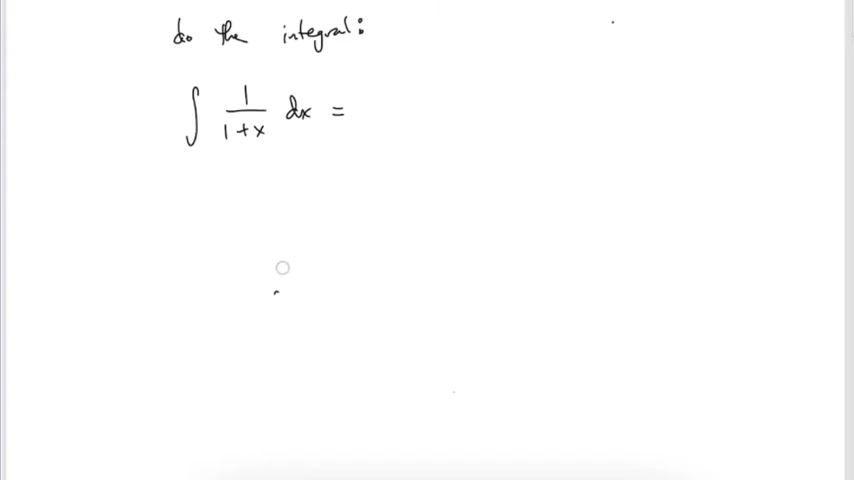 do the integral:
∫ 1/(1+x) dx =